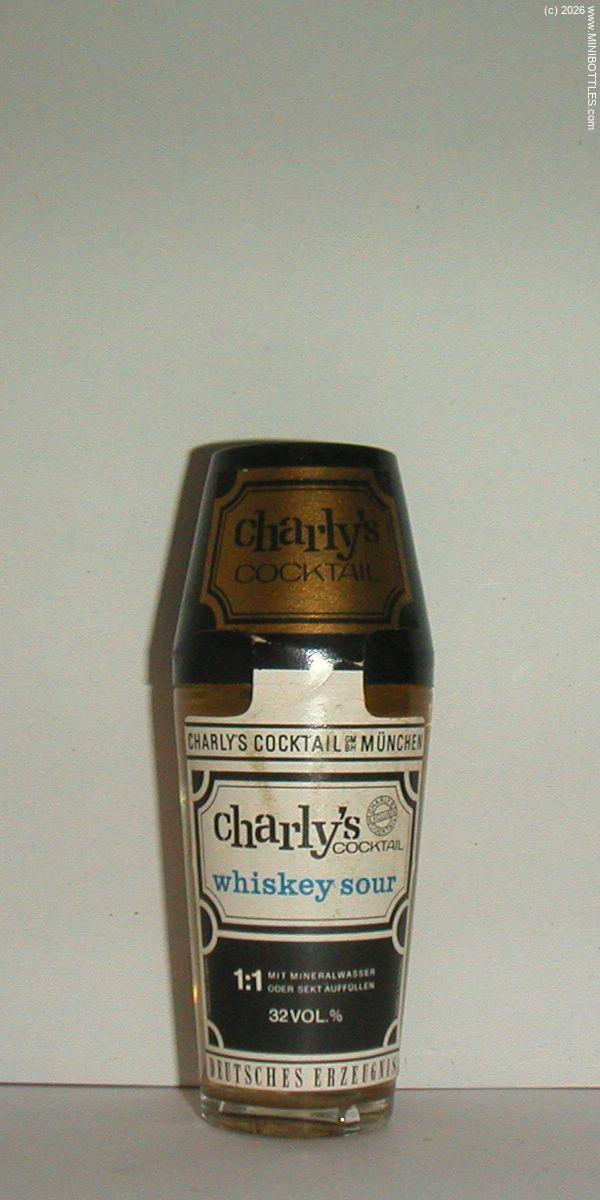 (c) 2026 www.MINIBOTTLES.com
charly's
COCKTAIL
CHARLY'S COCKTAIL GMBH MÜNCHEN
charly's
COCKTAIL
whiskey sour
1:1 MIT MINERALWASSER
ODER SEKT AUFFÜLLEN
32 VOL.%
DEUTSCHES ERZEUGNIS